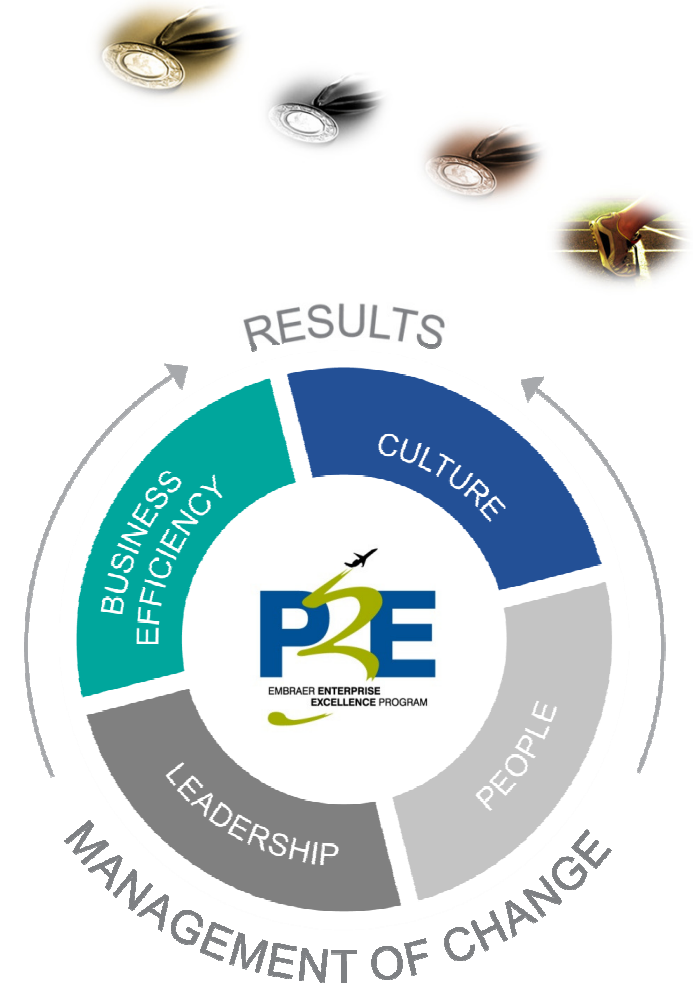 RESULTS
CULTURE
BUSINESS
EFFICIENCY
P3E
EMBRAER ENTERPRISE
EXCELLENCE PROGRAM
PEOPLE
LEADERSHIP
MANAGEMENT OF CHANGE